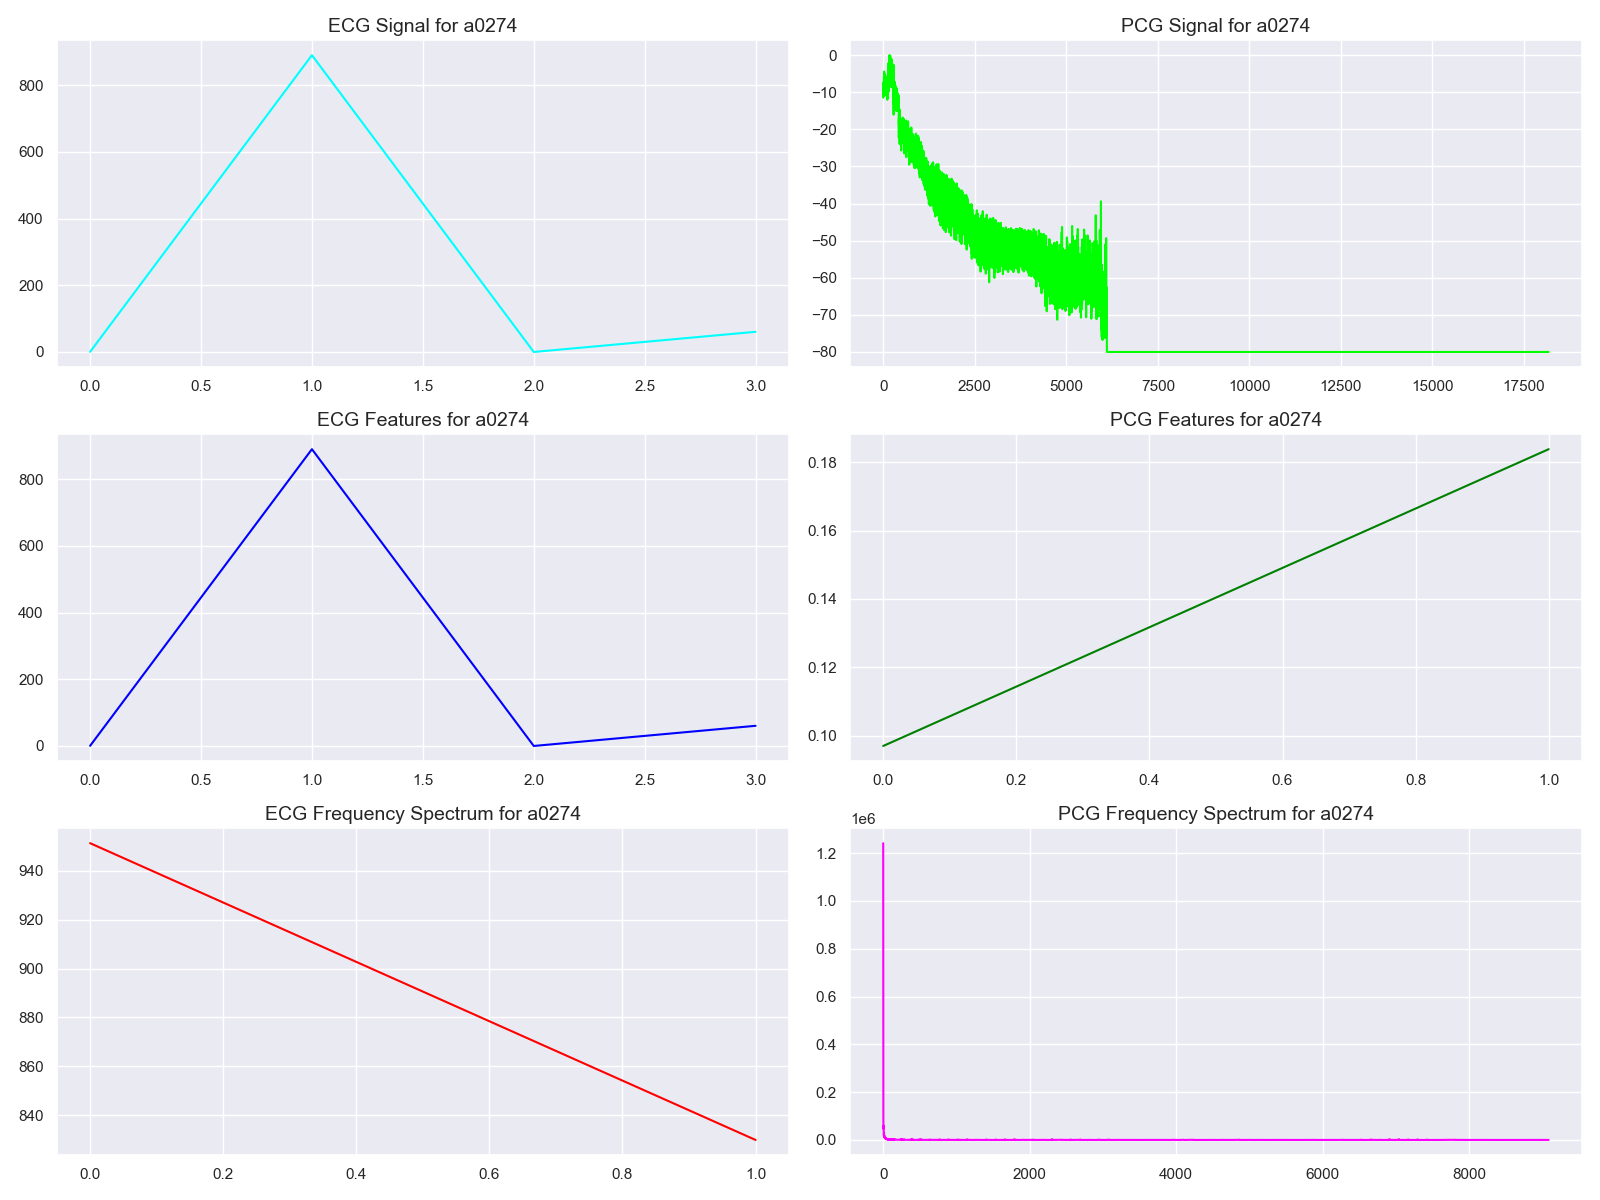 ECG Signal for a0274
800
600
400
200
0
0.0 0.5 1.0 1.5 2.0 2.5 3.0
PCG Signal for a0274
0
−10
−20
−30
−40
−50
−60
−70
−80
0 2500 5000 7500 10000 12500 15000 17500
ECG Features for a0274
800
600
400
200
0
0.0 0.5 1.0 1.5 2.0 2.5 3.0
PCG Features for a0274
0.18
0.16
0.14
0.12
0.10
0.0 0.2 0.4 0.6 0.8 1.0
ECG Frequency Spectrum for a0274
940
920
900
880
860
840
0.0 0.2 0.4 0.6 0.8 1.0
PCG Frequency Spectrum for a0274
1e6
1.2
1.0
0.8
0.6
0.4
0.2
0.0
0 2000 4000 6000 8000